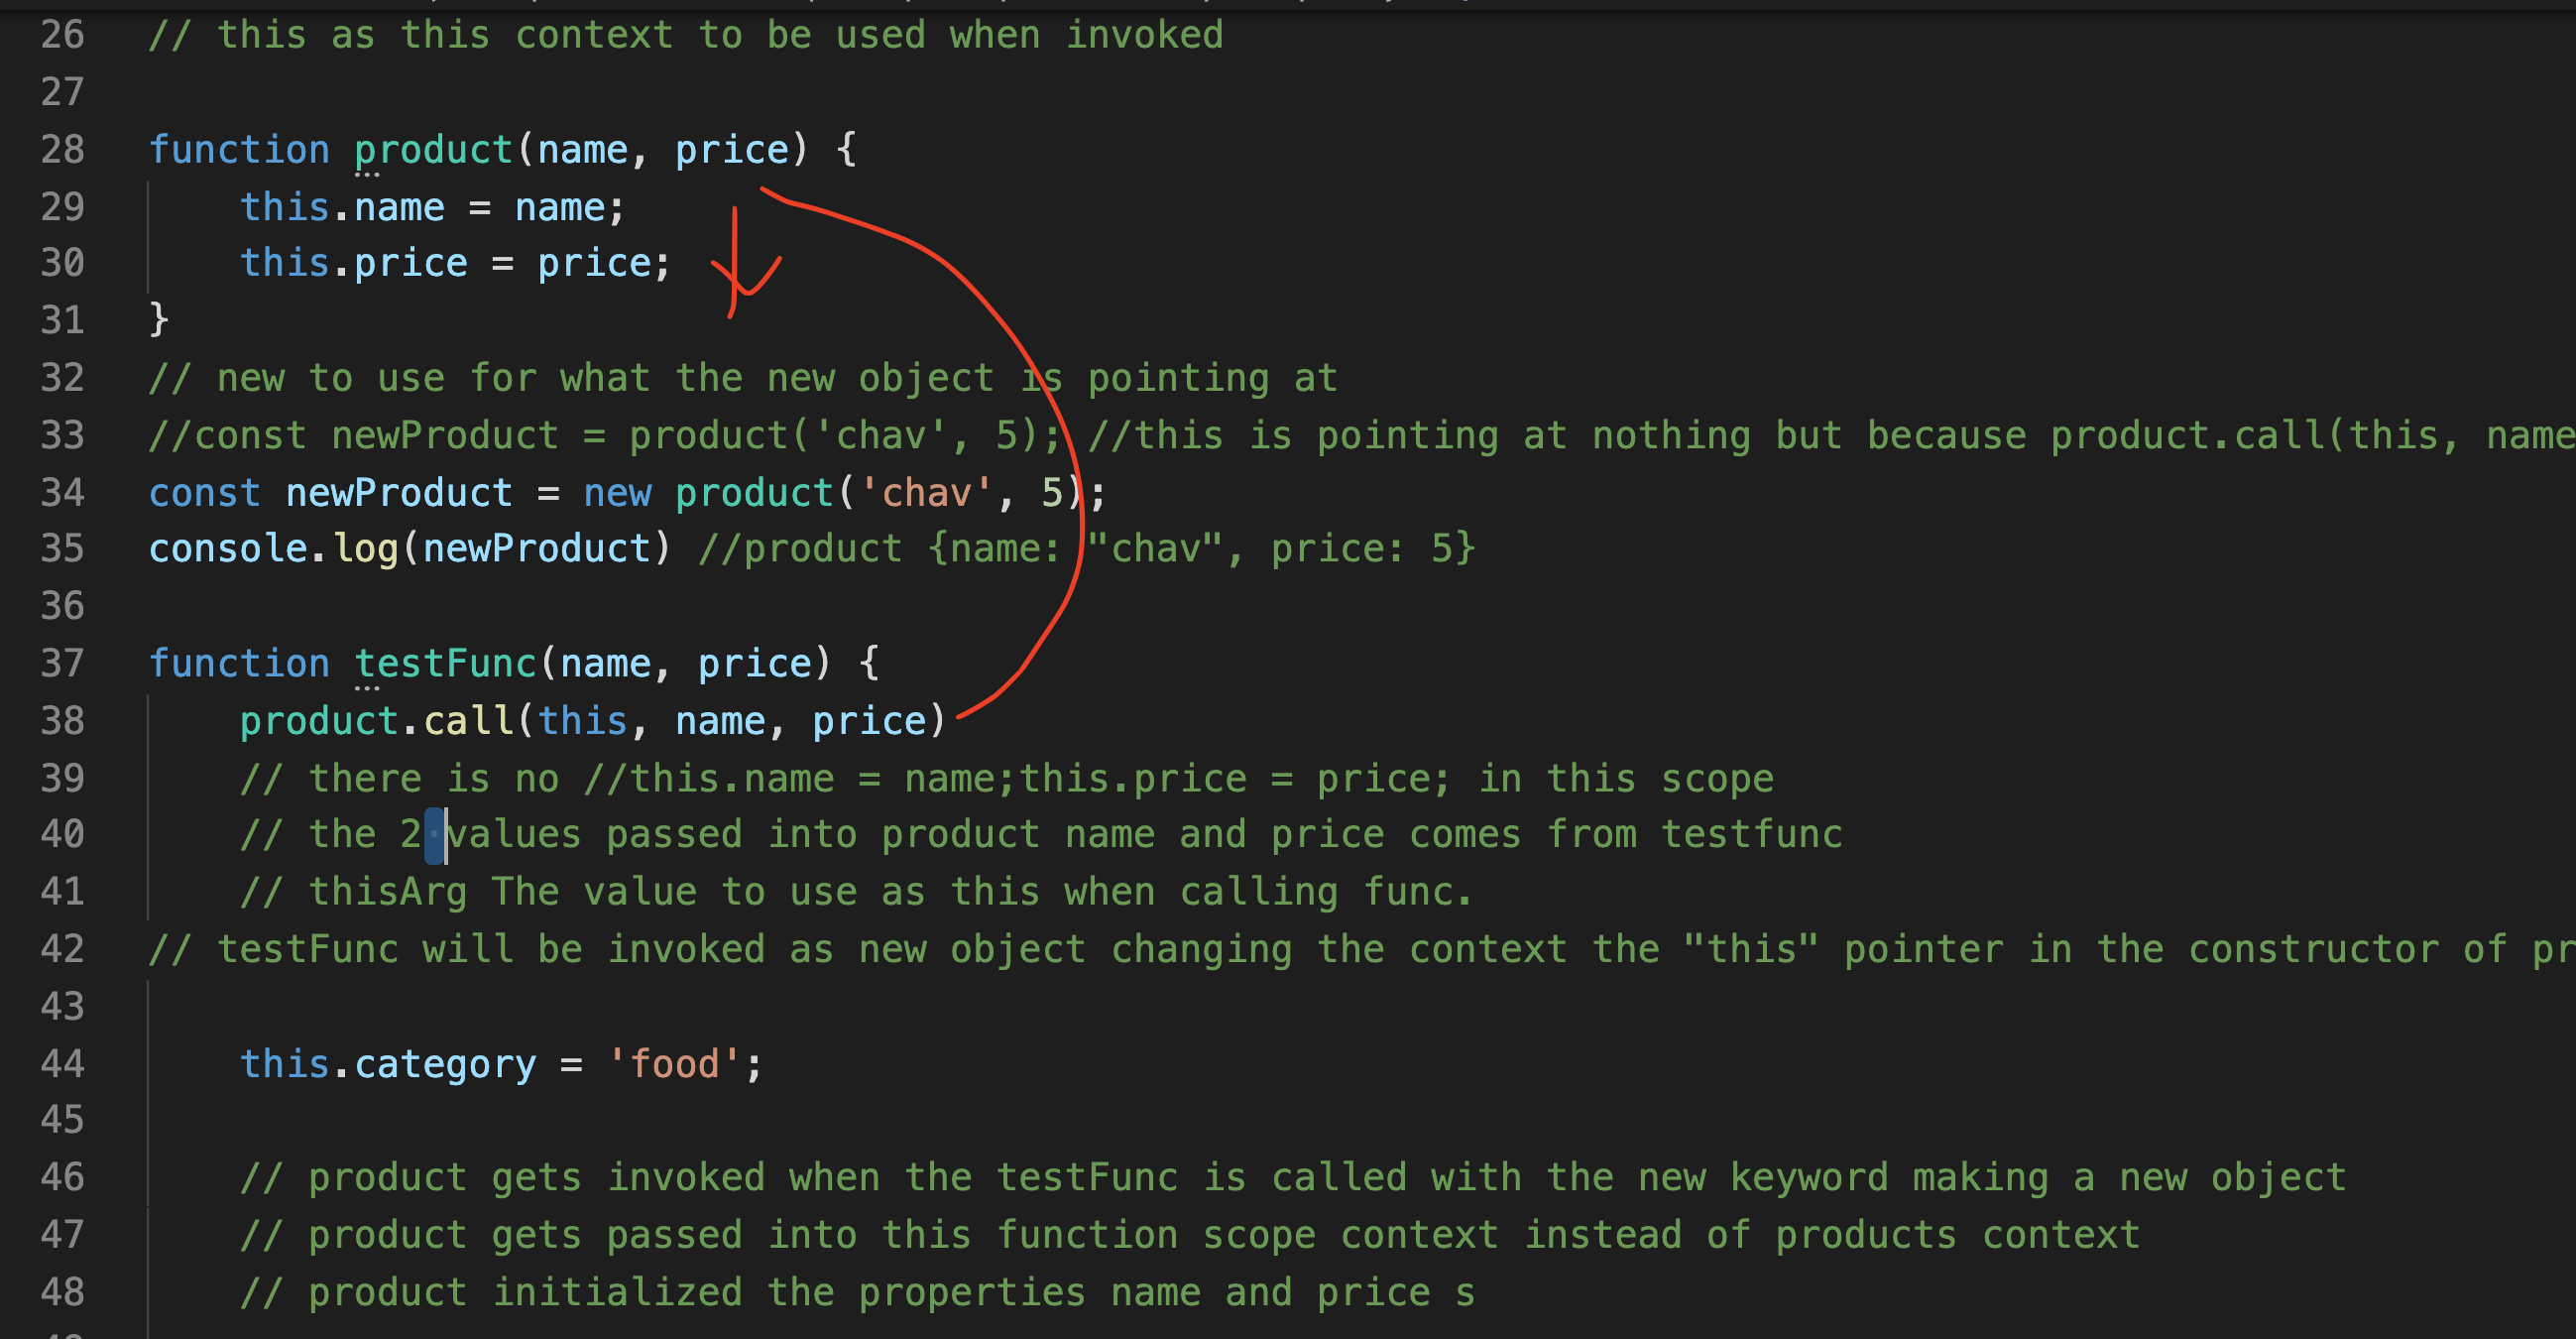 26 // this as this context to be used when invoked
27
28 function product(name, price) {
29 this.name = name;
30 this.price = price;
31 }
32 // new to use for what the new object is pointing at
33 //const newProduct = product('chav', 5); //this is pointing at nothing but because product.call(this, name
34 const newProduct = new product('chav', 5);
35 console.log(newProduct) //product {name: "chav", price: 5}
36
37 function testFunc(name, price) {
38 product.call(this, name, price)
39 // there is no //this.name = name;this.price = price; in this scope
40 // the 2 values passed into product name and price comes from testfunc
41 // thisArg The value to use as this when calling func.
42 // testFunc will be invoked as new object changing the context the "this" pointer in the constructor of pr
43
44 this.category = 'food';
45
46 // product gets invoked when the testFunc is called with the new keyword making a new object
47 // product gets passed into this function scope context instead of products context
48 // product initialized the properties name and price s